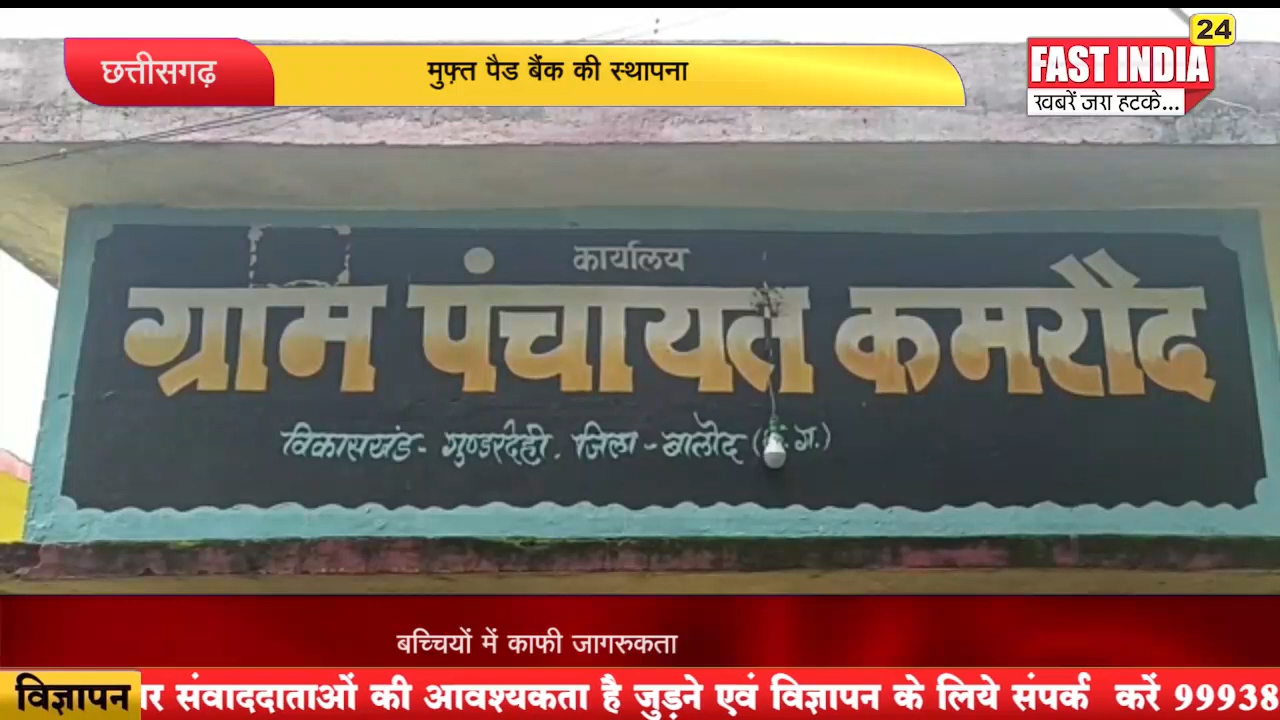 24
छत्तीसगढ़
मुफ़्त पैड बैंक की स्थापना
FAST INDIA
खबरें जरा हटके...
कार्यालय
ग्राम पंचायत कमरौद
विकासखंड - गुण्डरदेही. जिला - बालोद
बच्चियों में काफी जागरुकता
विज्ञापन
र संवाददाताओं की आवश्यकता है जुड़ने एवं विज्ञापन के लिये संपर्क करें 99938